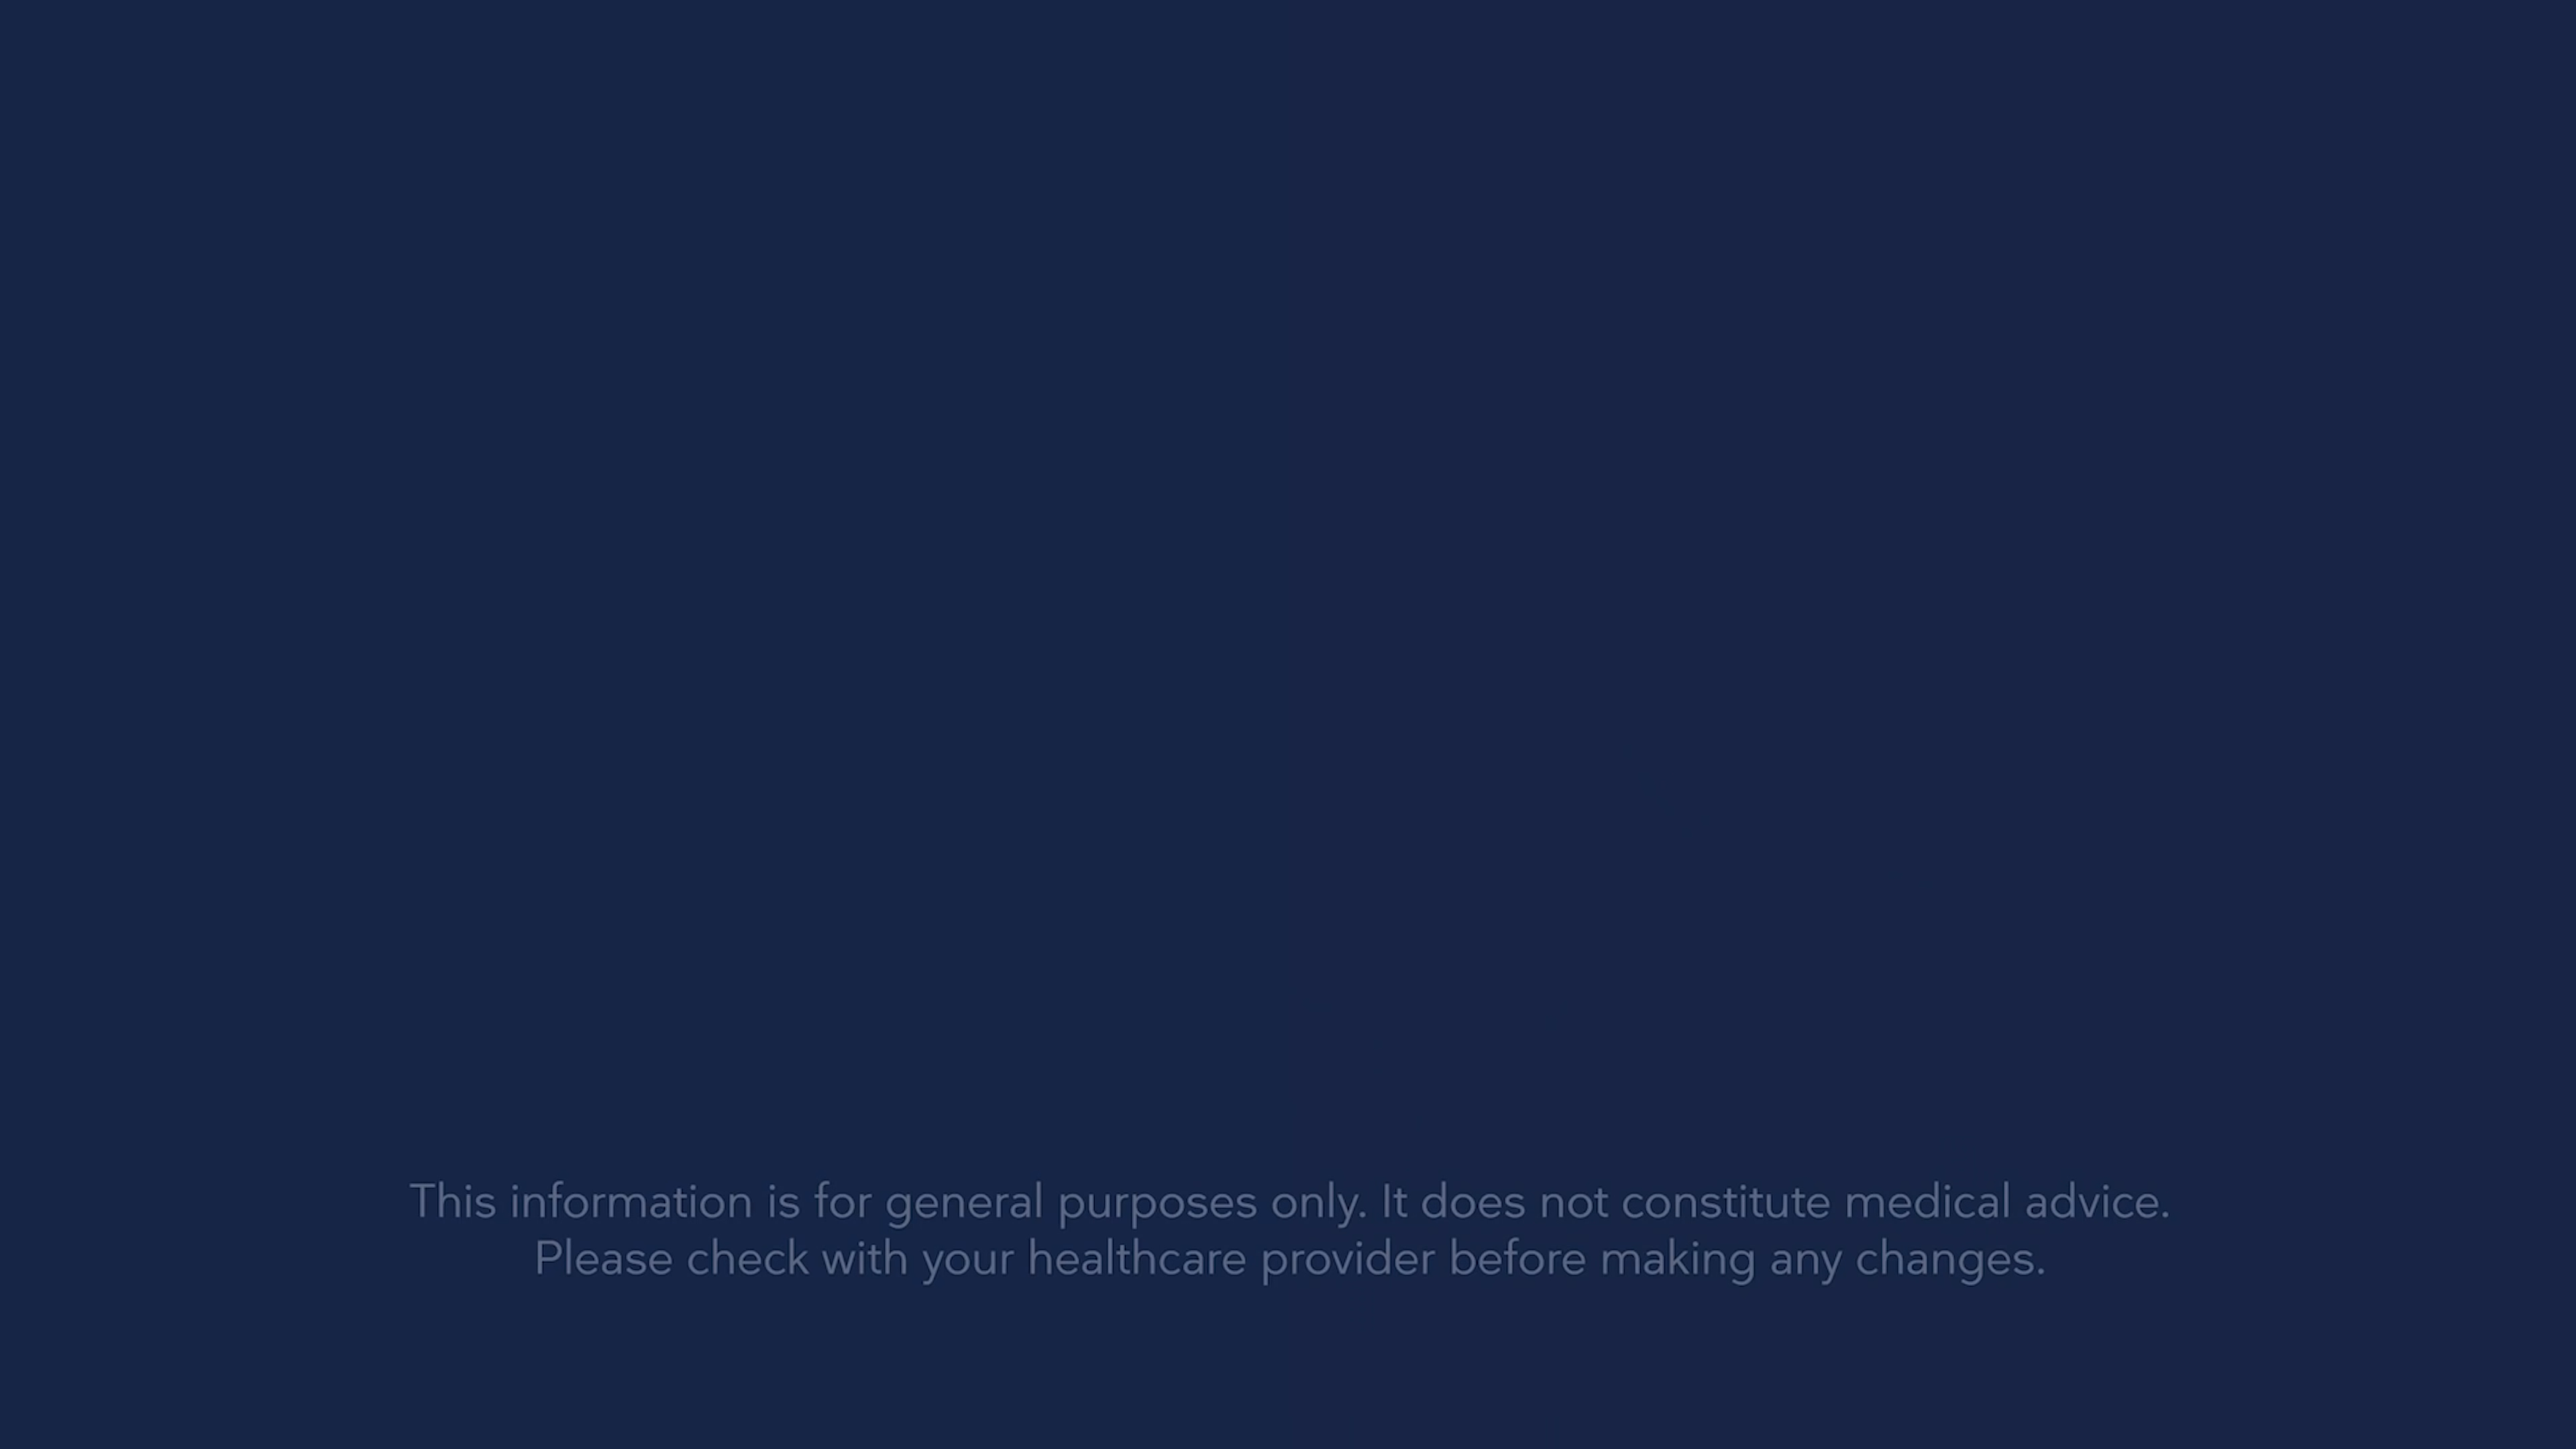 This information is for general purposes only. It does not constitute medical advice.
Please check with your healthcare provider before making any changes.